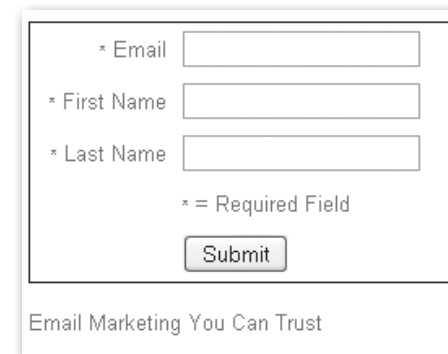 * Email
* First Name
* Last Name
* = Required Field
Submit
Email Marketing You Can Trust